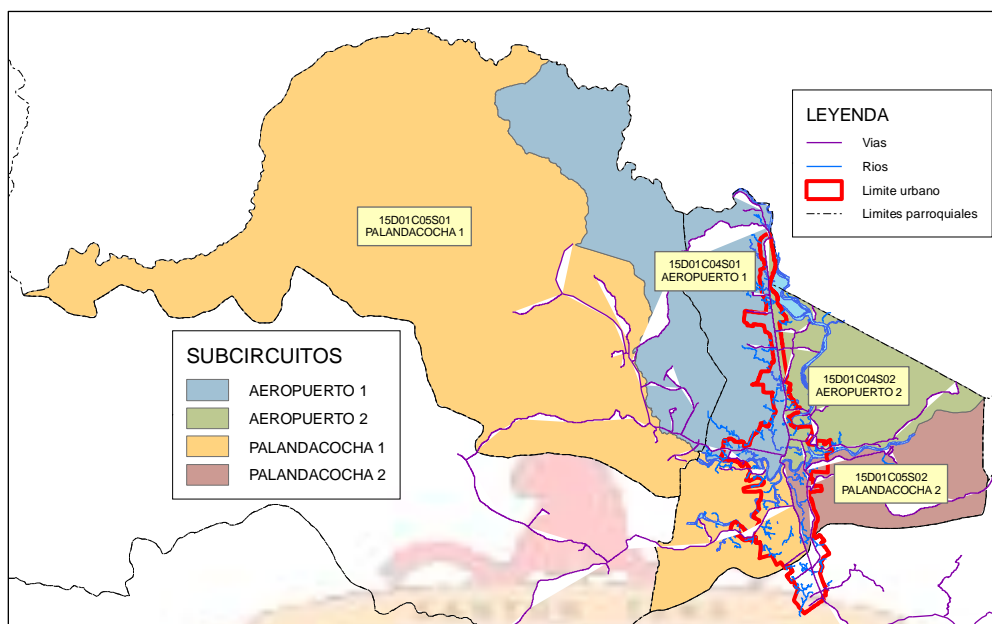 LEYENDA
Vias
Rios
Limite urbano
Limites parroquiales
15D01C05S01
PALANDACOCHA 1
15D01C04S01
AEROPUERTO 1
15D01C04S02
AEROPUERTO 2
15D01C05S02
PALANDACOCHA 2
SUBCIRCUITOS
AEROPUERTO 1
AEROPUERTO 2
PALANDACOCHA 1
PALANDACOCHA 2